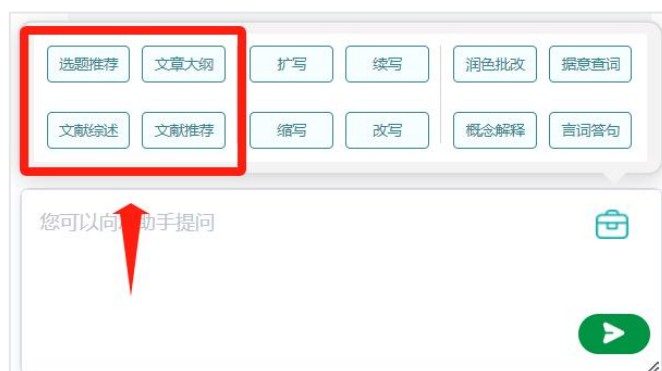 选题推荐 文章大纲 扩写 续写 润色批改 据意查词
文献综述 文献推荐 缩写 改写 概念解释 言词答句
您可以向 助手提问